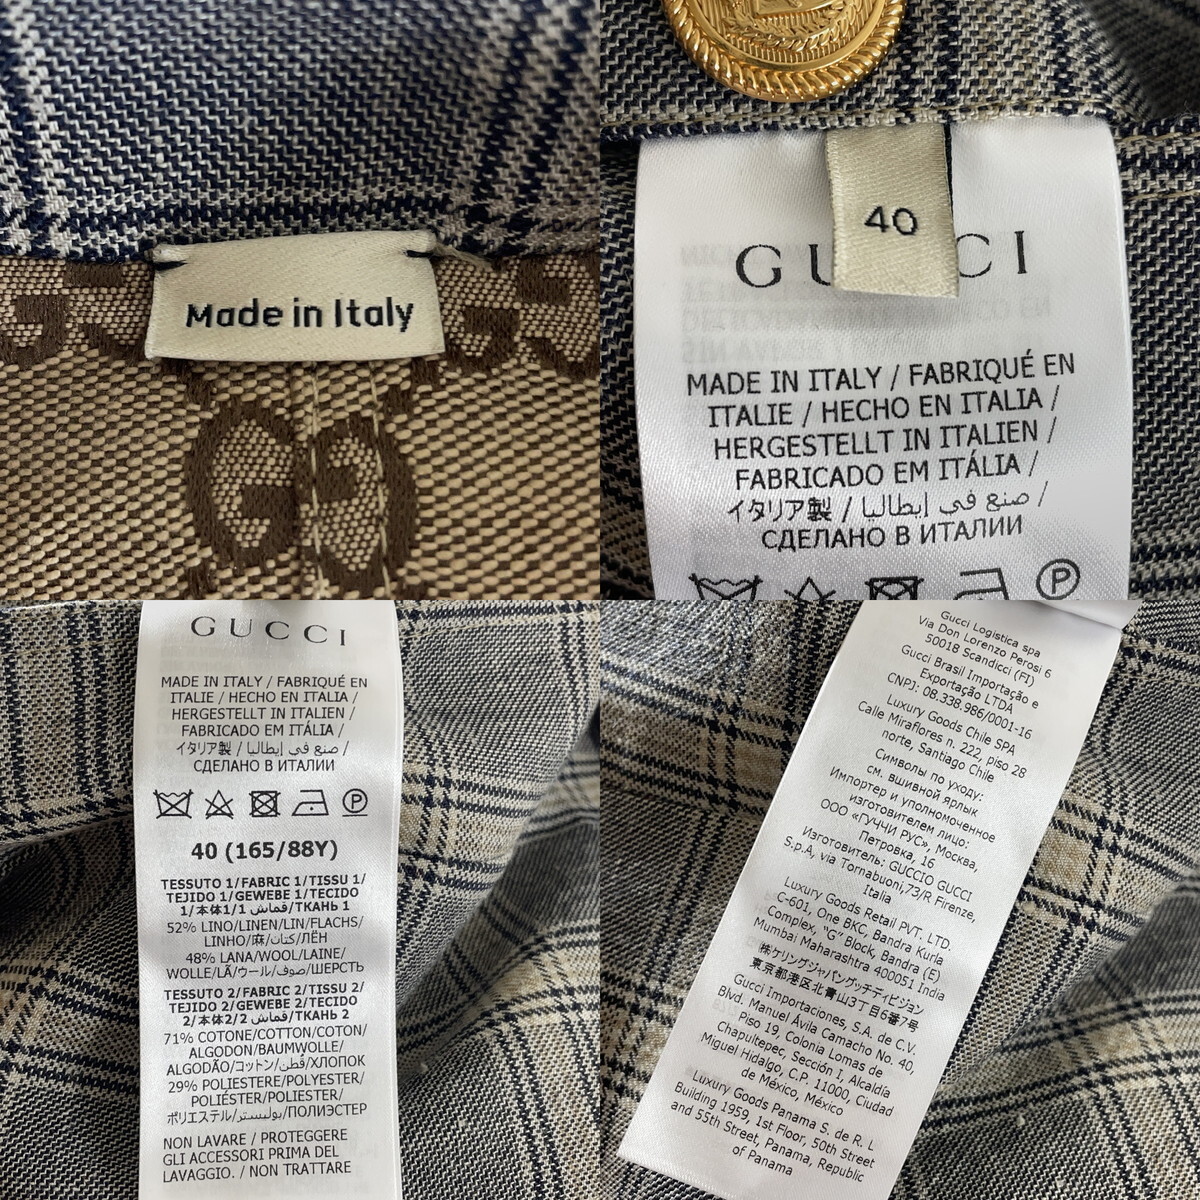 Made in Italy
40
GUCCI
MADE IN ITALY / FABRIQUÉ EN
ITALIE / HECHO EN ITALIA /
HERGESTELLT IN ITALIEN /
FABRICADO EM ITÁLIA /
イタリア製 / صنع في إيطاليا /
СДЕЛАНО В ИТАЛИИ
P
GUCCI
MADE IN ITALY / FABRIQUÉ EN
ITALIE / HECHO EN ITALIA /
HERGESTELLT IN ITALIEN /
FABRICADO EM ITÁLIA /
イタリア製 / صنع في إيطاليا /
СДЕЛАНО В ИТАЛИИ
P
40 (165/88Y)
TESSUTO 1/FABRIC 1/TISSU 1/
TEJIDO 1/GEWEBE 1/TECIDO
1/本体1/1 قماش/ТКАНЬ 1
52% LINO/LINEN/LIN/FLACHS/
LINHO/麻/كتان/ЛЁН
48% LANA/WOOL/LAINE/
WOLLE/LÃ/ウール/صوف/ШЕРСТЬ
TESSUTO 2/FABRIC 2/TISSU 2/
TEJIDO 2/GEWEBE 2/TECIDO
2/本体2/2 قماش/ТКАНЬ 2
71% COTONE/COTTON/COTON/
ALGODON/BAUMWOLLE/
ALGODÃO/コットン/قطن/ХЛОПОК
29% POLIESTERE/POLYESTER/
POLIÉSTER/POLIESTER/
ポリエステル/بوليستر/ПОЛИЭСТЕР
NON LAVARE / PROTEGGERE
GLI ACCESSORI PRIMA DEL
LAVAGGIO. / NON TRATTARE
Gucci Logistica spa
Via Don Lorenzo Perosi 6
50018 Scandicci (FI)
Gucci Brasil Importação e
Exportação LTDA
CNPJ: 08.338.986/0001-16
Luxury Goods Chile SPA
Calle Miraflores n. 222, piso 28
norte, Santiago Chile
Символы по уходу:
см. вшивной ярлык
Импортер и уполномоченное
изготовителем лицо:
ООО «ГУЧЧИ РУС», Москва,
Петровка, 16
Изготовитель: GUCCIO GUCCI
S.p.A, via Tornabuoni,73/R Firenze,
Italia
Luxury Goods Retail PVT. LTD.
C-601, One BKC, Bandra Kurla
Complex, "G" Block, Bandra (E)
Mumbai Maharashtra 400051 India
㈱ケリングジャパングッチディビジョン
東京都港区北青山3丁目6番7号
Gucci Importaciones, S.A. de C.V.
Blvd. Manuel Ávila Camacho No. 40,
Piso 19, Colonia Lomas de
Chapultepec, Sección I, Alcaldía
Miguel Hidalgo, C.P. 11000, Ciudad
de México, México
Luxury Goods Panama S. de R. L
Building 1959, 1st Floor, 50th Street
and 55th Street, Panama, Republic
of Panama